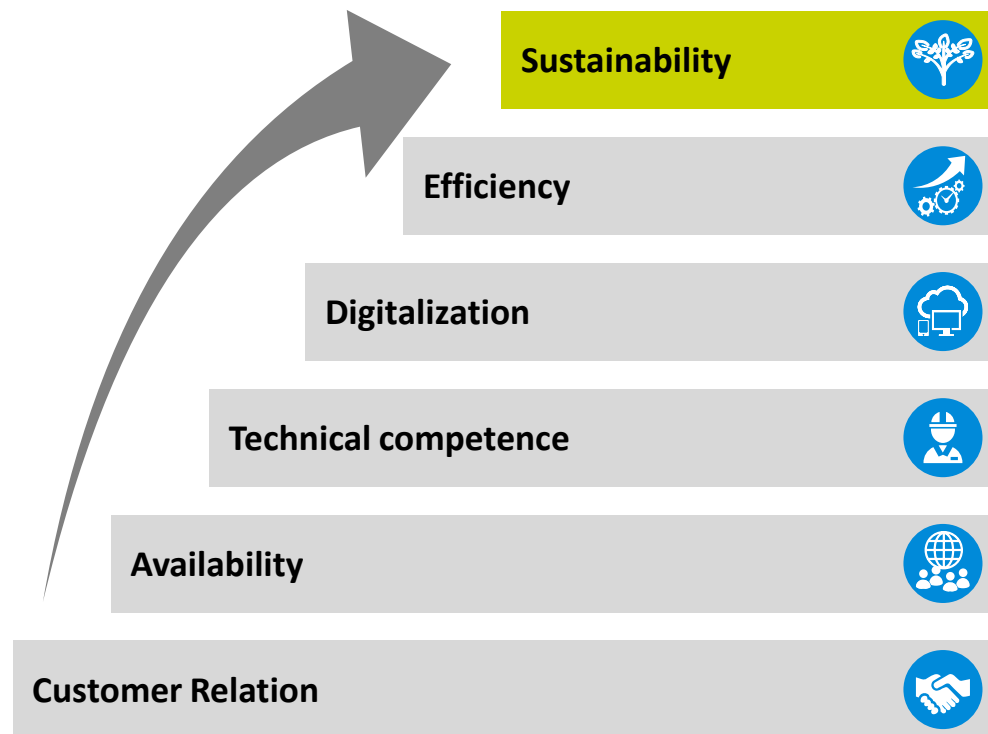 Sustainability
Efficiency
Digitalization
Technical competence
Availability
Customer Relation